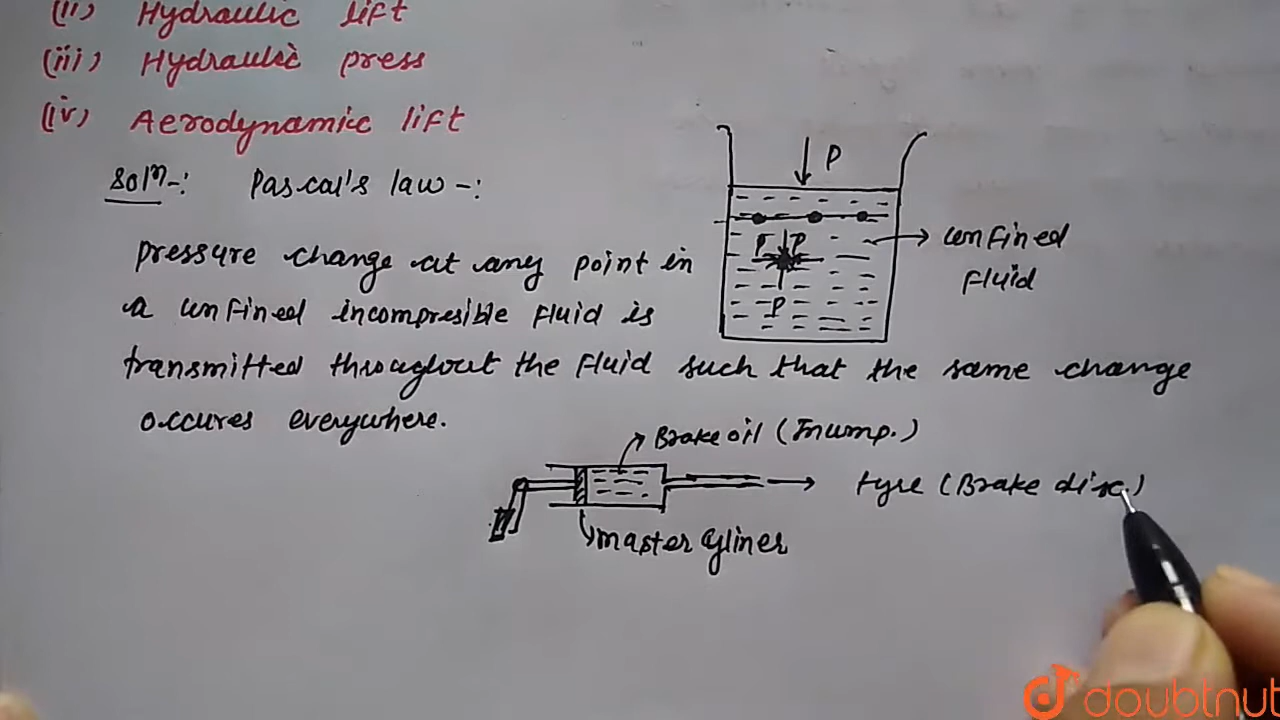 (ii) Hydraulic lift
(iii) Hydraulic press
(iv) Aerodynamic lift
Solⁿ-: Pascal's law -:
P
pressure change at any point in
a confined incompresible fluid is
transmitted throughout the fluid such that the same change
occures everywhere.
P P
P
confined
fluid
Brake oil (Incomp.)
tyre (Brake disc)
master cyliner
doubtnut